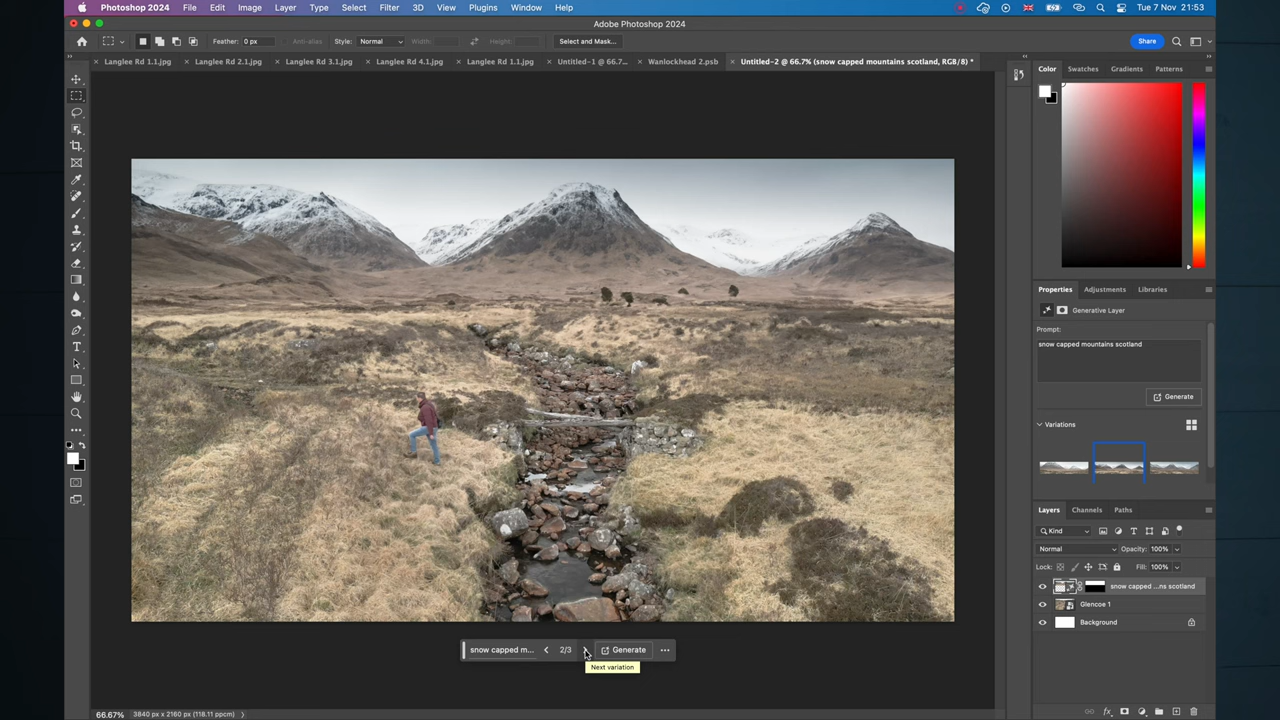 Photoshop 2024 File Edit Image Layer Type Select Filter 3D View Plugins Window Help Tue 7 Nov 21:53
Adobe Photoshop 2024
Feather: 0 px Anti-alias Style: Normal Width: Height: Select and Mask... Share
Langlee Rd 1.1.jpg Langlee Rd 2.1.jpg Langlee Rd 3.1.jpg Langlee Rd 4.1.jpg Langlee Rd 1.1.jpg Untitled-1 @ 66.7... Wanlockhead 2.psb Untitled-2 @ 66.7% (snow capped mountains scotland, RGB/8) *
Color Swatches Gradients Patterns
Properties Adjustments Libraries
Generative Layer
Prompt:
snow capped mountains scotland
Generate
Variations
Layers Channels Paths
Kind
Normal Opacity: 100%
Lock: Fill: 100%
snow capped ...ns scotland
Glencoe 1
Background
snow capped m... 2/3 Generate
Next variation
66.67% 3840 px x 2160 px (118.11 ppcm)